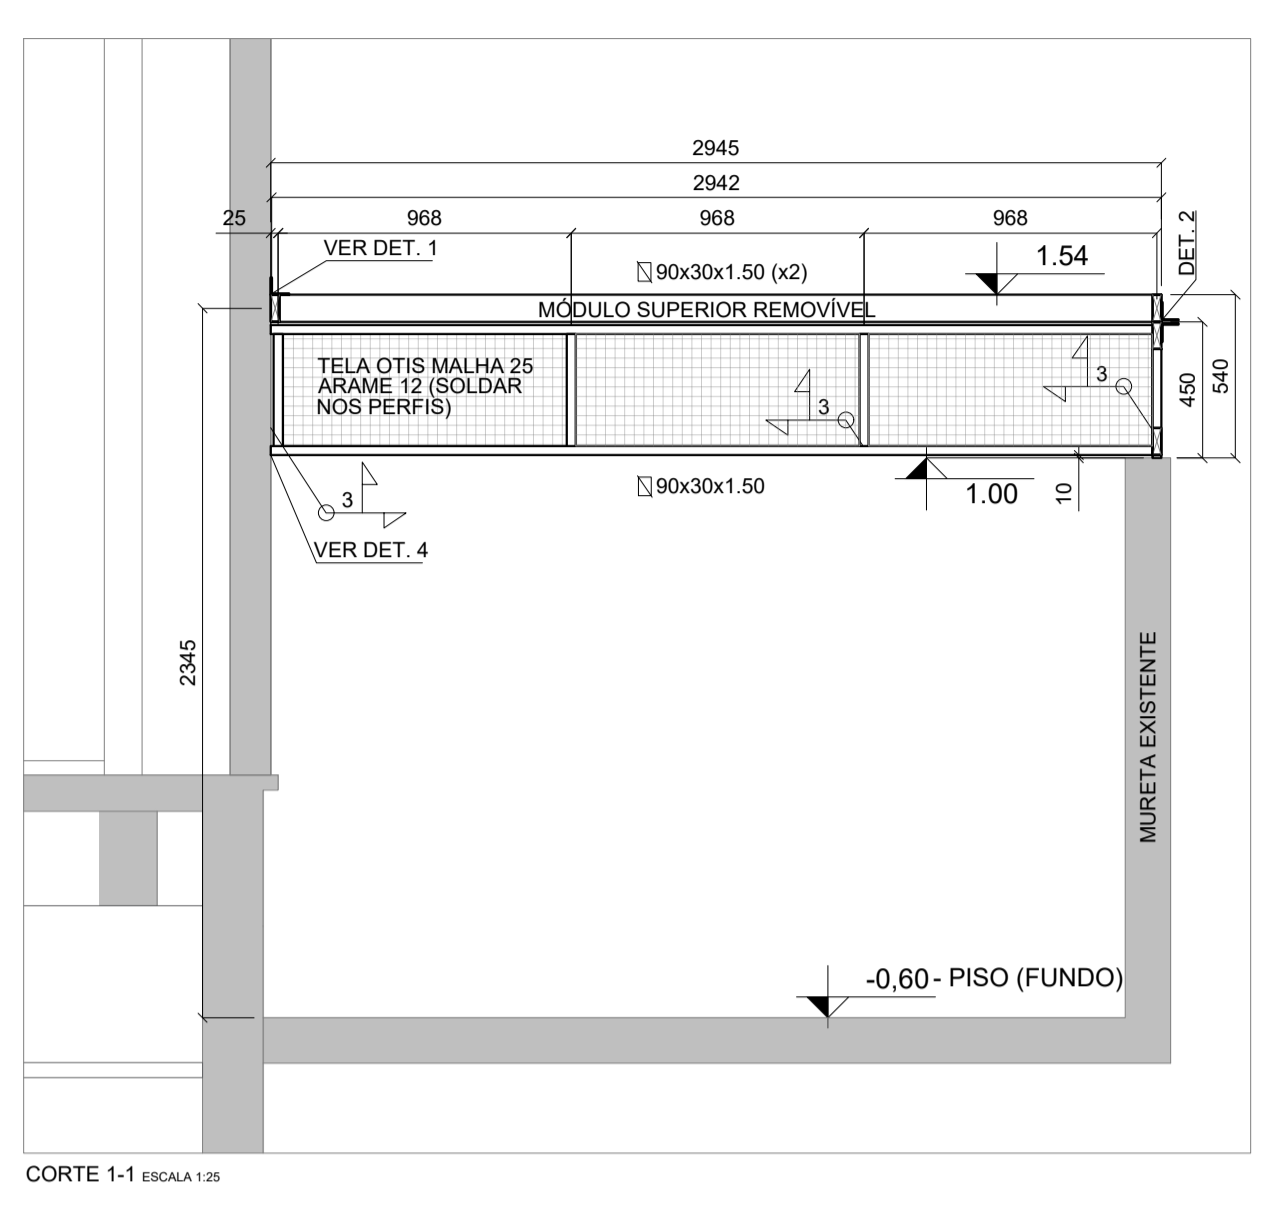 2945
2942
25
968
968
968
VER DET. 1
DET. 2
1.54
90x30x1.50 (x2)
MÓDULO SUPERIOR REMOVÍVEL
TELA OTIS MALHA 25
ARAME 12 (SOLDAR
NOS PERFIS)
3
3
450
540
90x30x1.50
1.00
10
3
VER DET. 4
2345
MURETA EXISTENTE
-0,60 - PISO (FUNDO)
CORTE 1-1 ESCALA 1:25